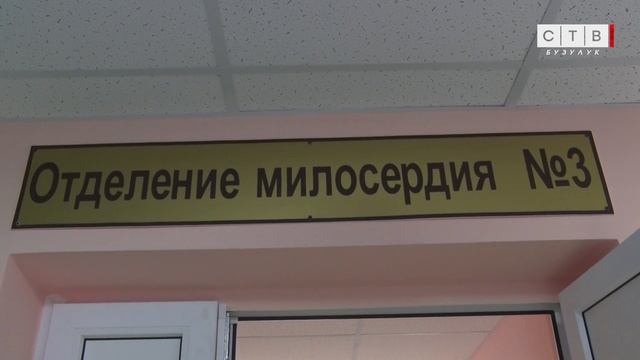 СТВ
БУЗУЛУК
Отделение милосердия №3